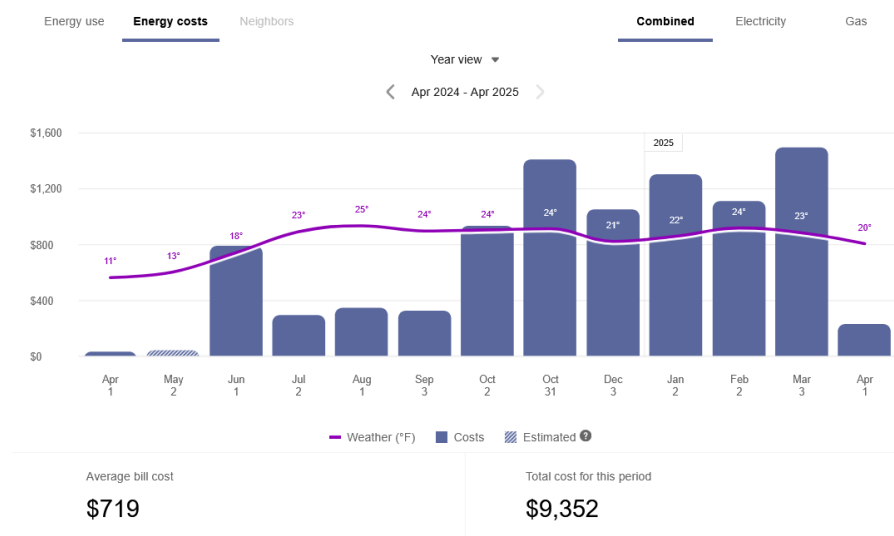 Energy use Energy costs Neighbors Combined Electricity Gas
Year view
Apr 2024 - Apr 2025
$1,600
2025
$1,200
$800
$400
$0
11° 13° 18° 23° 25° 24° 24° 24° 21° 22° 24° 23° 20°
Apr May Jun Jul Aug Sep Oct Oct Dec Jan Feb Mar Apr
1 2 1 2 1 3 2 31 3 2 2 3 1
Weather (°F) Costs Estimated ?
Average bill cost Total cost for this period
$719 $9,352